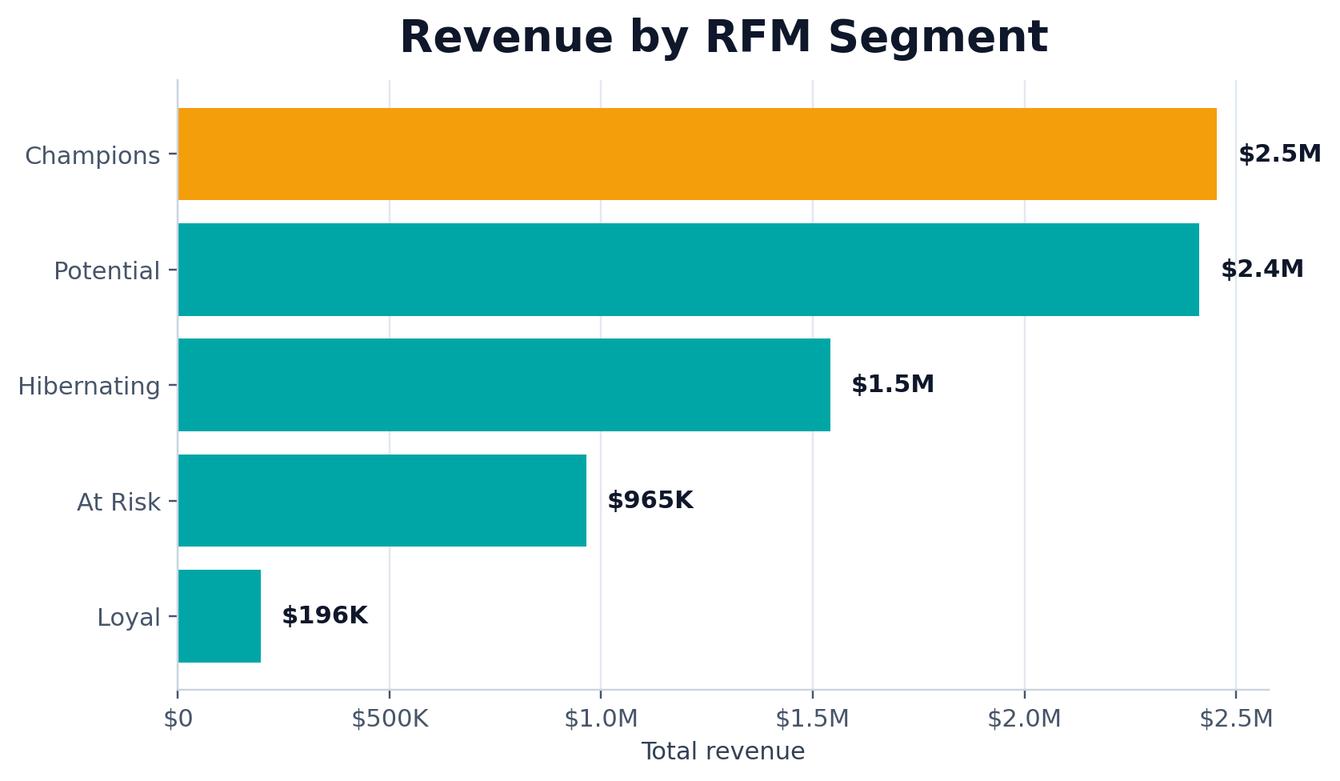 Revenue by RFM Segment
Champions
$2.5M
Potential
$2.4M
Hibernating
$1.5M
At Risk
$965K
Loyal
$196K
$0 $500K $1.0M $1.5M $2.0M $2.5M
Total revenue